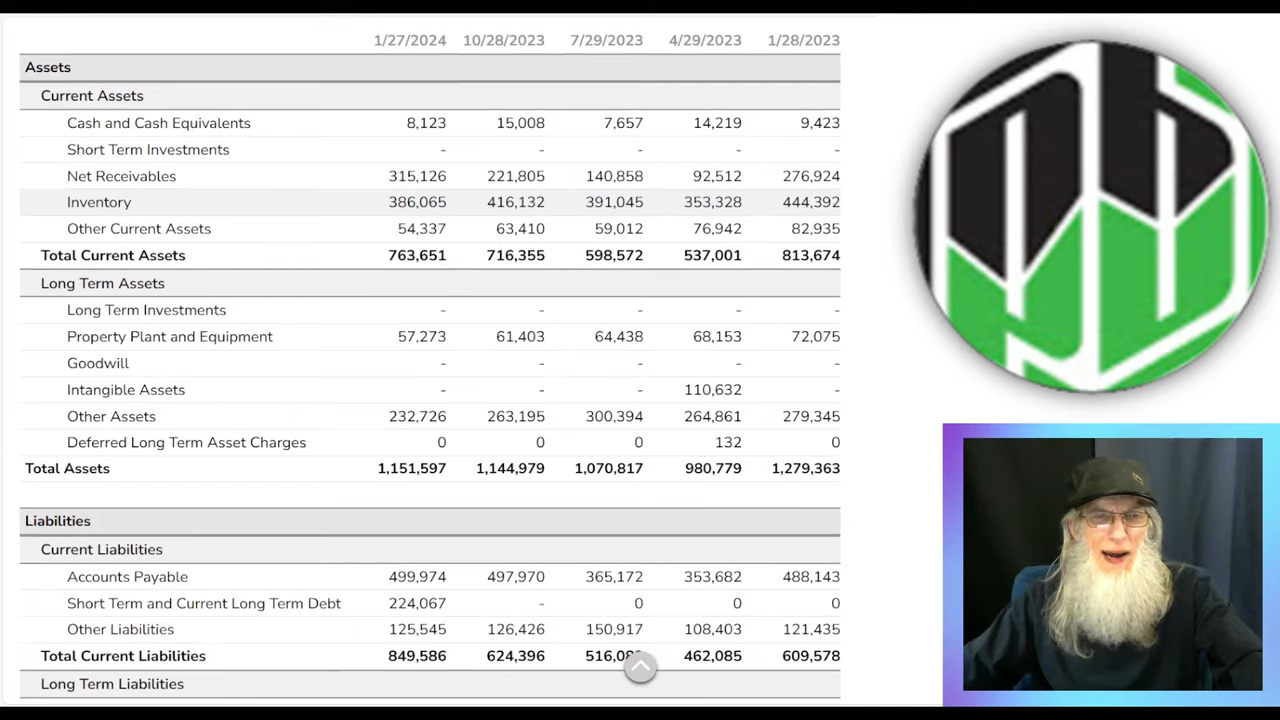 1/27/2024 10/28/2023 7/29/2023 4/29/2023 1/28/2023
Assets
Current Assets
Cash and Cash Equivalents 8,123 15,008 7,657 14,219 9,423
Short Term Investments - - - - -
Net Receivables 315,126 221,805 140,858 92,512 276,924
Inventory 386,065 416,132 391,045 353,328 444,392
Other Current Assets 54,337 63,410 59,012 76,942 82,935
Total Current Assets 763,651 716,355 598,572 537,001 813,674
Long Term Assets
Long Term Investments - - - - -
Property Plant and Equipment 57,273 61,403 64,438 68,153 72,075
Goodwill - - - - -
Intangible Assets - - - 110,632 -
Other Assets 232,726 263,195 300,394 264,861 279,345
Deferred Long Term Asset Charges 0 0 0 132 0
Total Assets 1,151,597 1,144,979 1,070,817 980,779 1,279,363
Liabilities
Current Liabilities
Accounts Payable 499,974 497,970 365,172 353,682 488,143
Short Term and Current Long Term Debt 224,067 - 0 0 0
Other Liabilities 125,545 126,426 150,917 108,403 121,435
Total Current Liabilities 849,586 624,396 462,085 609,578
Long Term Liabilities